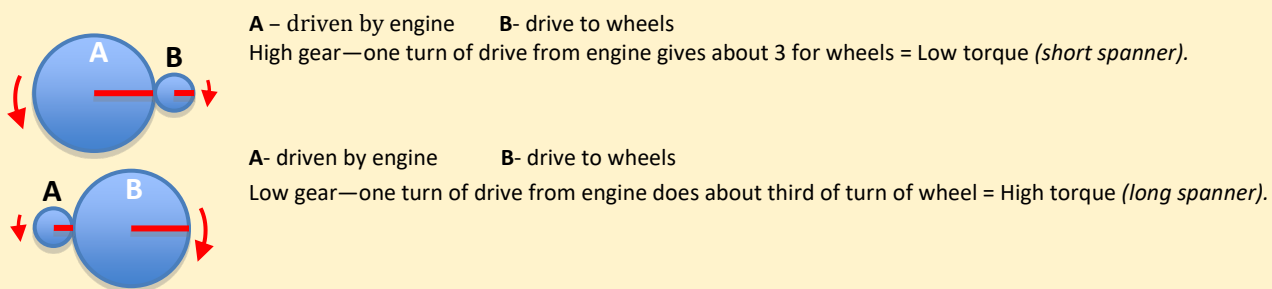 A – driven by engine B- drive to wheels
High gear—one turn of drive from engine gives about 3 for wheels = Low torque (short spanner).
A B
A- driven by engine B- drive to wheels
Low gear—one turn of drive from engine does about third of turn of wheel = High torque (long spanner).
A B